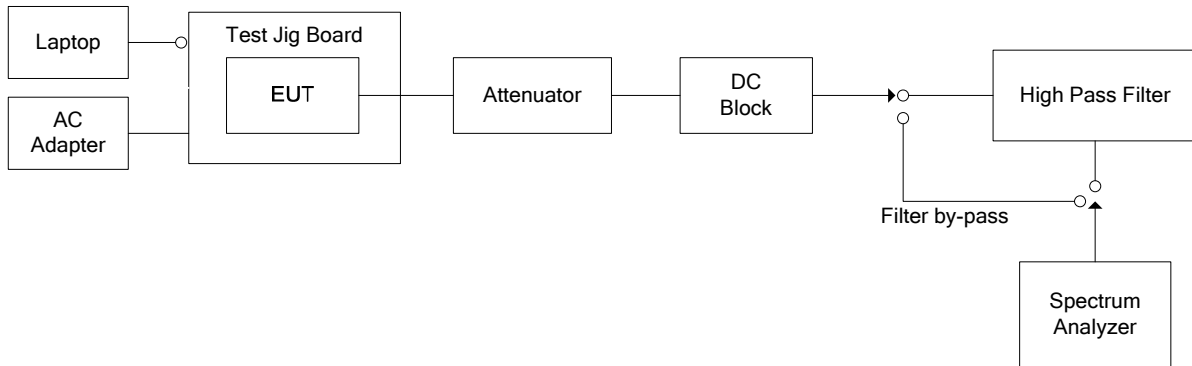 Laptop
Test Jig Board
EUT
AC
Adapter
Attenuator
DC
Block
High Pass Filter
Filter by-pass
Spectrum
Analyzer